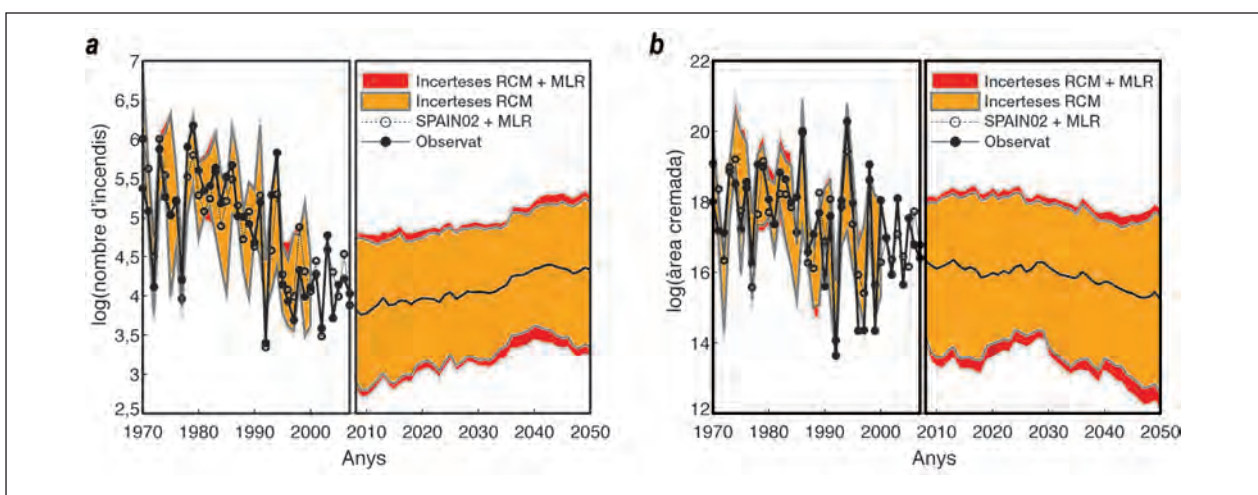 a
7
6,5
6
5,5
5
4,5
4
3,5
3
2,5
log(nombre d'incendis)
1970 1980 1990 2000 2010 2020 2030 2040 2050
Anys
Incerteses RCM + MLR
Incerteses RCM
SPAIN02 + MLR
Observat
b
22
20
18
16
14
12
log(área cremada)
1970 1980 1990 2000 2010 2020 2030 2040 2050
Anys
Incerteses RCM + MLR
Incerteses RCM
SPAIN02 + MLR
Observat